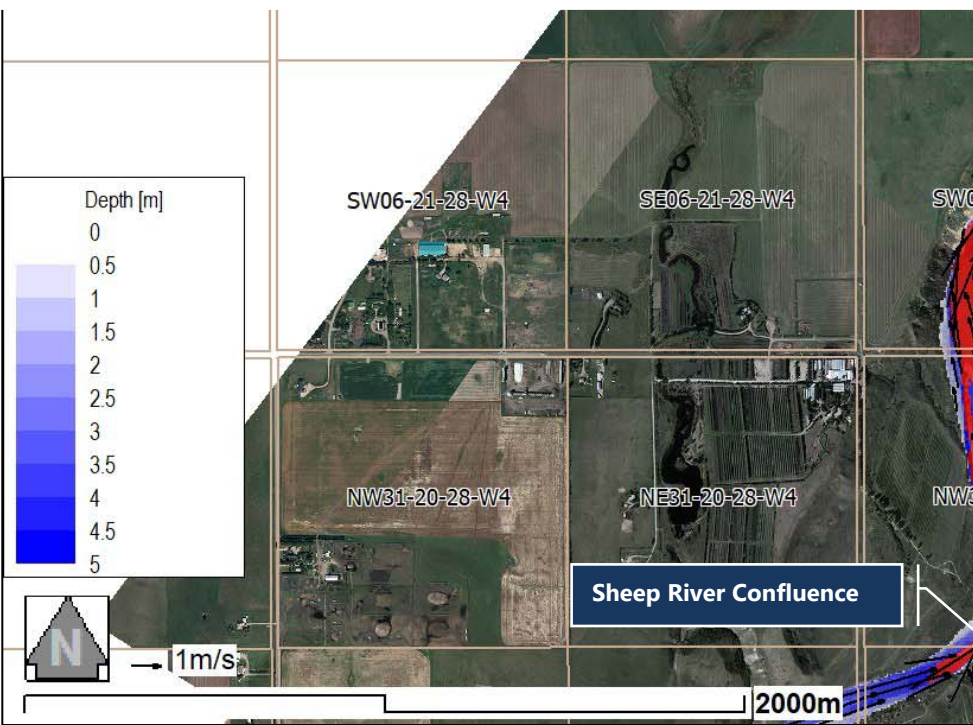 SW06-21-28-W4
SE06-21-28-W4
SW0
Depth [m]
0
0.5
1
1.5
2
2.5
3
3.5
4
4.5
5
NW31-20-28-W4
NE31-20-28-W4
NW3
Sheep River Confluence
N
1m/s
2000m